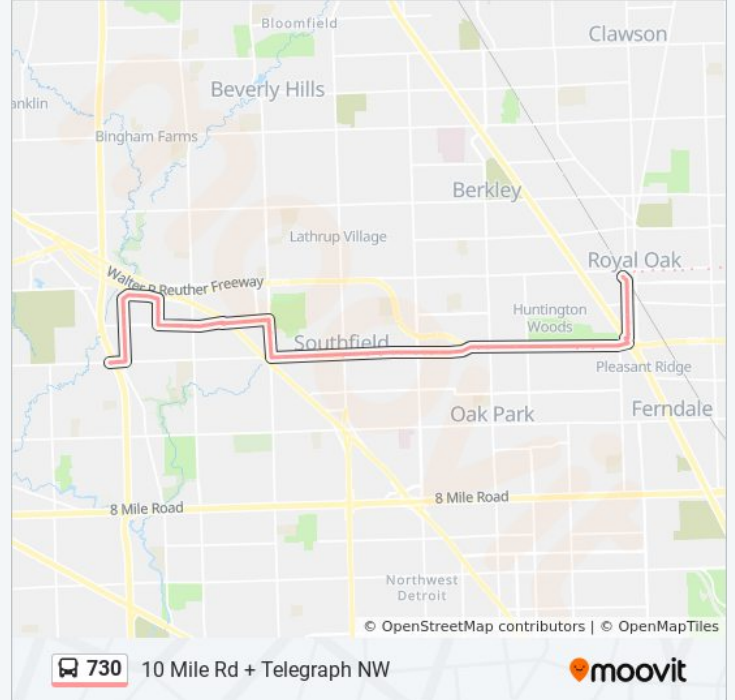 Bloomfield
Clawson
Beverly Hills
anklin
Bingham Farms
Berkley
Lathrup Village
Royal Oak
Walter P Reuther Freeway
Huntington
Woods
Southfield
Pleasant Ridge
Oak Park
Ferndale
8 Mile Road
8 Mile Road
Northwest
Detroit
© OpenStreetMap contributors | © OpenMapTiles
730 10 Mile Rd + Telegraph NW
moovit